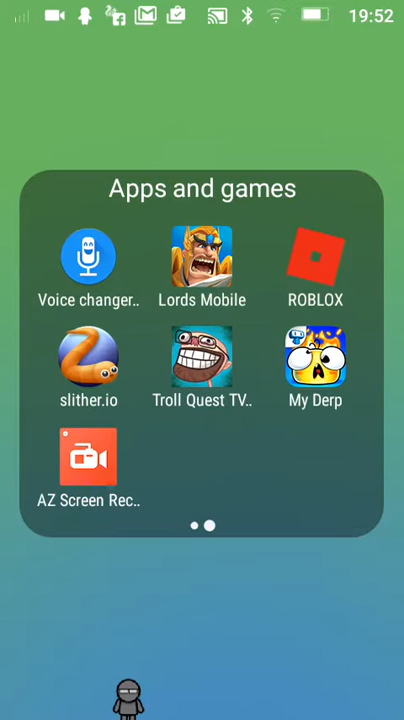 19:52
Apps and games
Voice changer..
Lords Mobile
ROBLOX
slither.io
Troll Quest TV..
My Derp
AZ Screen Rec..